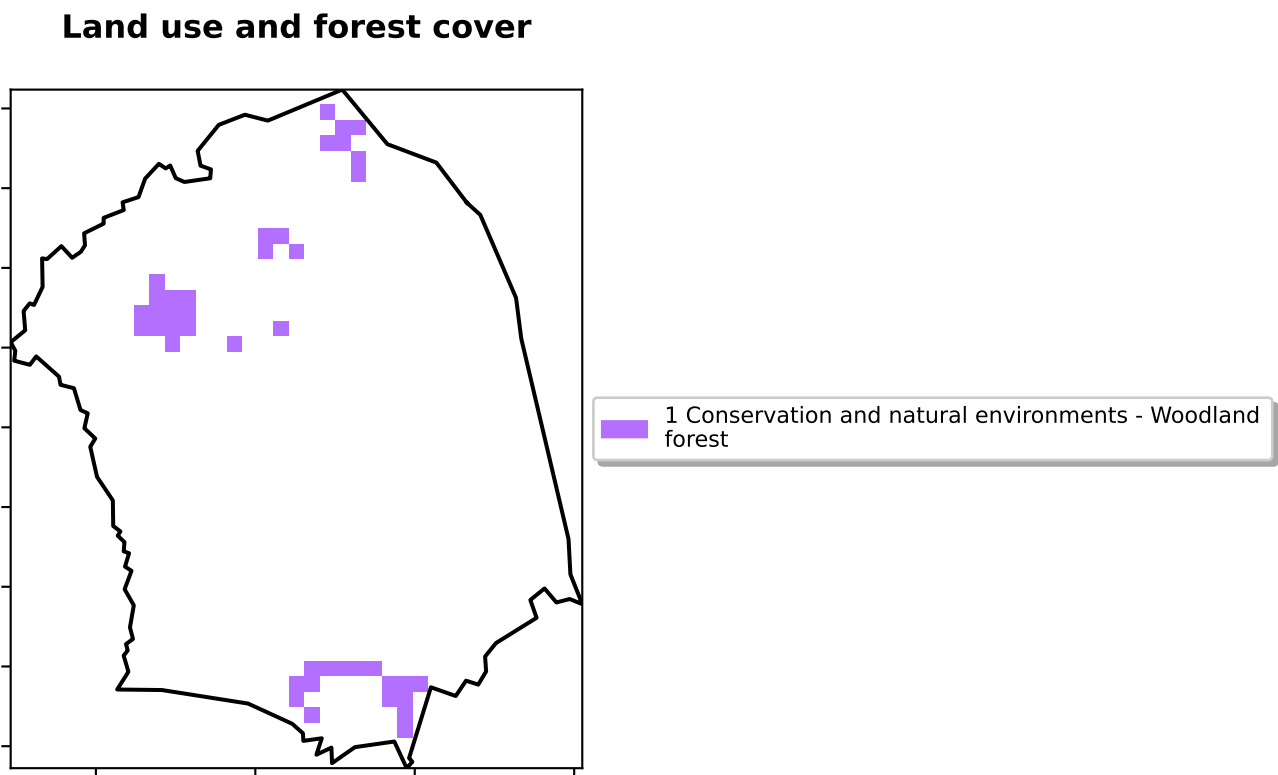 Land use and forest cover
1 Conservation and natural environments - Woodland
forest